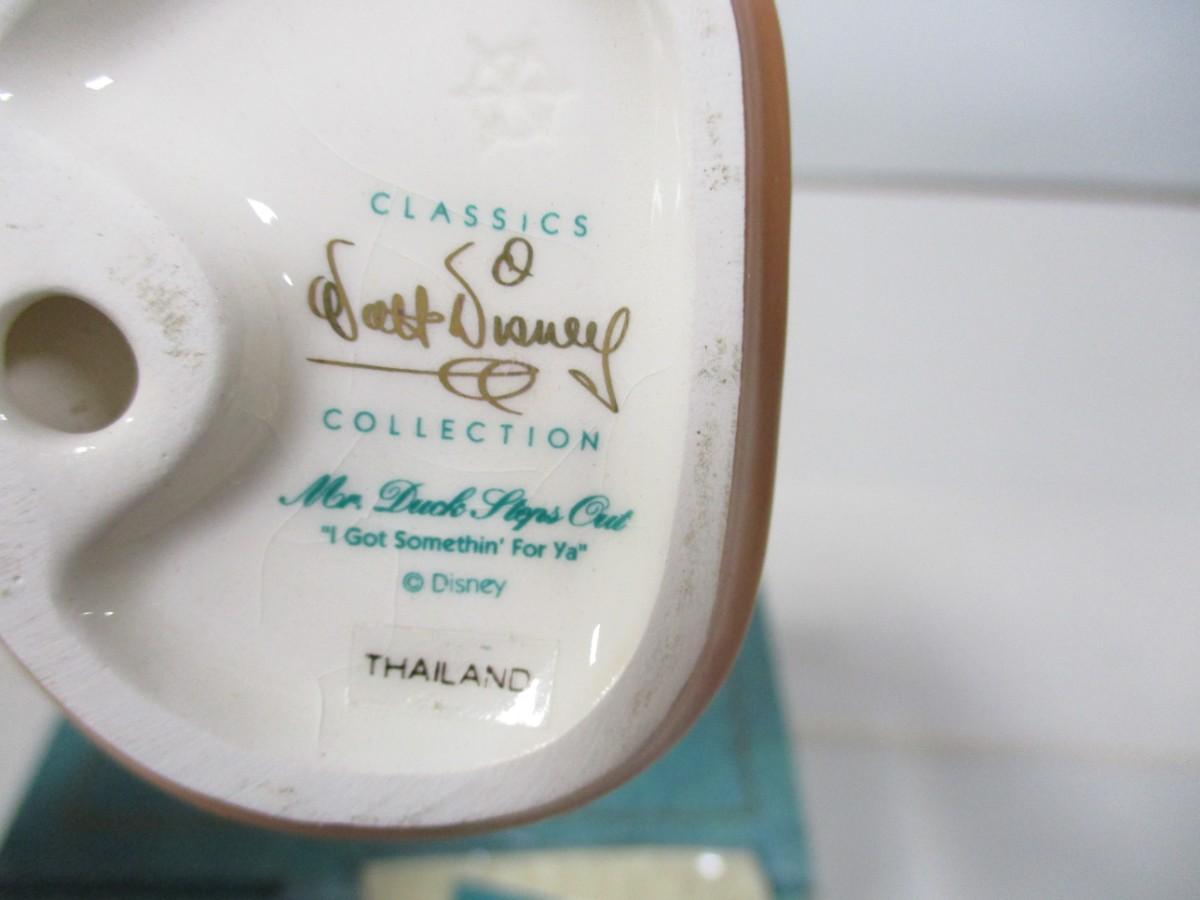 CLASSICS
Walt Disney
COLLECTION
Mr. Duck Steps Out
"I Got Somethin' For Ya"
© Disney
THAILAND